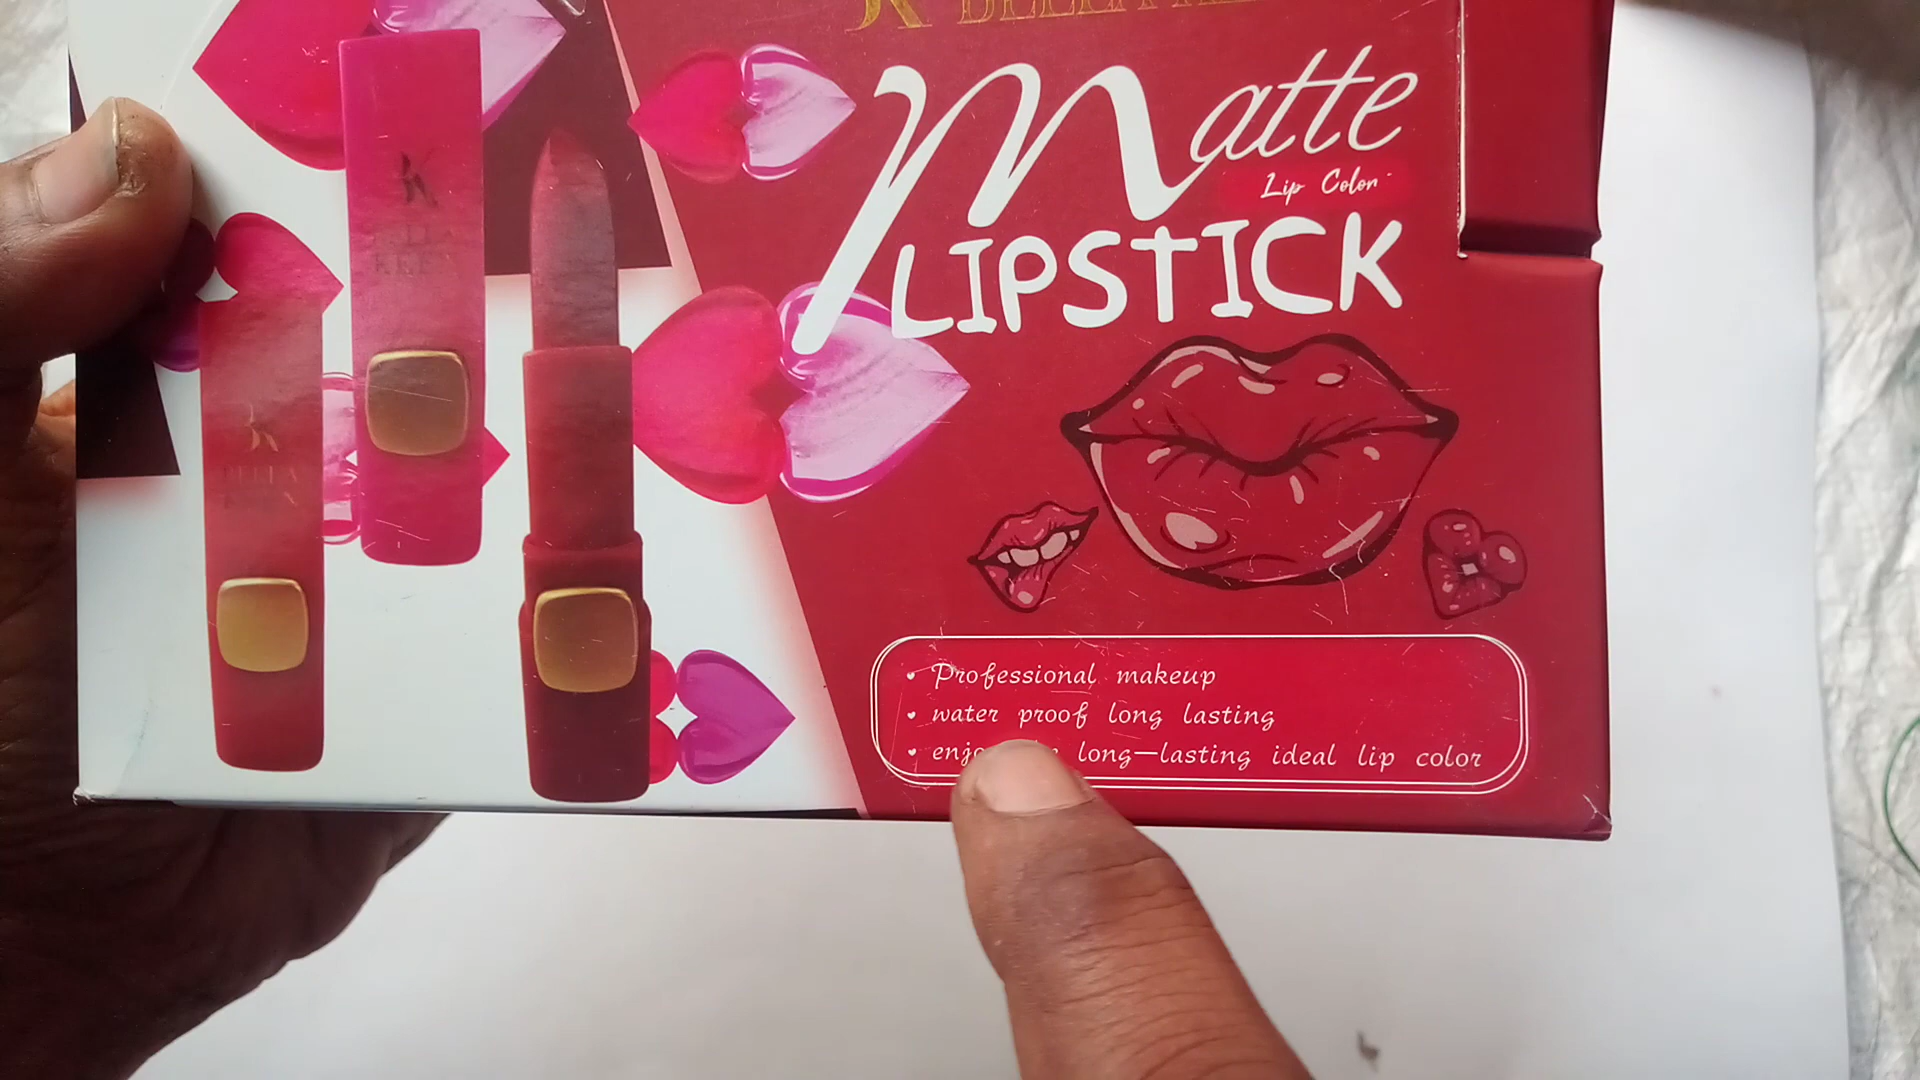 Matte
Lip Color
LIPSTICK
Professional makeup
water proof long lasting
long-lasting ideal lip color